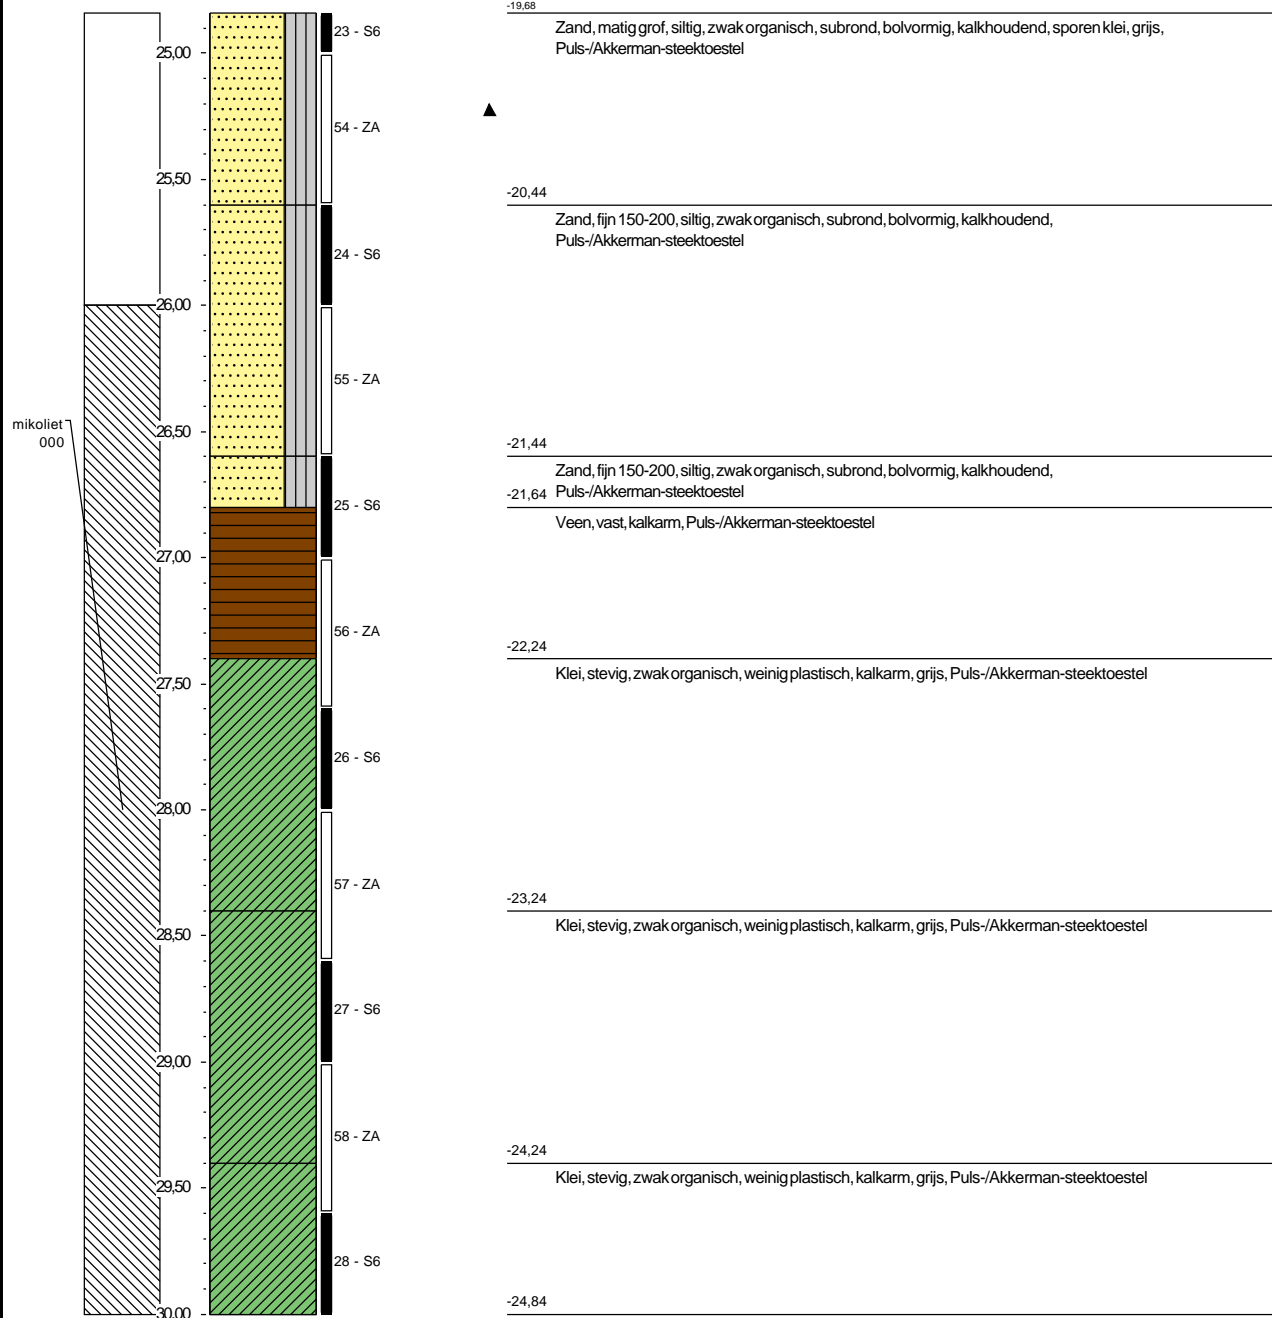 -19,68
Zand, matig grof, siltig, zwak organisch, subrond, bolvormig, kalkhoudend, sporen klei, grijs,
Puls-/Akkerman-steektoestel
23 - S6
25,00
54 - ZA
25,50
-20,44
Zand, fijn 150-200, siltig, zwak organisch, subrond, bolvormig, kalkhoudend,
Puls-/Akkerman-steektoestel
24 - S6
26,00
55 - ZA
mikoliet
000
26,50
-21,44
Zand, fijn 150-200, siltig, zwak organisch, subrond, bolvormig, kalkhoudend,
Puls-/Akkerman-steektoestel
-21,64
25 - S6
Veen, vast, kalkarm, Puls-/Akkerman-steektoestel
27,00
56 - ZA
-22,24
Klei, stevig, zwak organisch, weinig plastisch, kalkarm, grijs, Puls-/Akkerman-steektoestel
27,50
26 - S6
28,00
57 - ZA
-23,24
Klei, stevig, zwak organisch, weinig plastisch, kalkarm, grijs, Puls-/Akkerman-steektoestel
28,50
27 - S6
29,00
58 - ZA
-24,24
Klei, stevig, zwak organisch, weinig plastisch, kalkarm, grijs, Puls-/Akkerman-steektoestel
29,50
28 - S6
-24,84
30,00